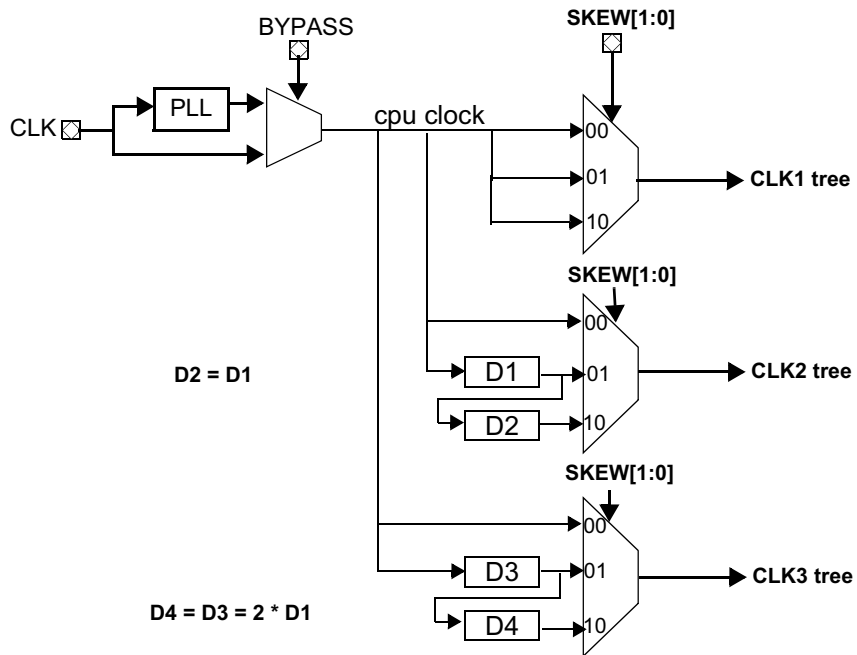 BYPASS
SKEW[1:0]
PLL
CLK
cpu clock
00
01
10
CLK1 tree
SKEW[1:0]
00
D1
01
D2
10
CLK2 tree
D2 = D1
SKEW[1:0]
00
D3
01
D4
10
CLK3 tree
D4 = D3 = 2 * D1